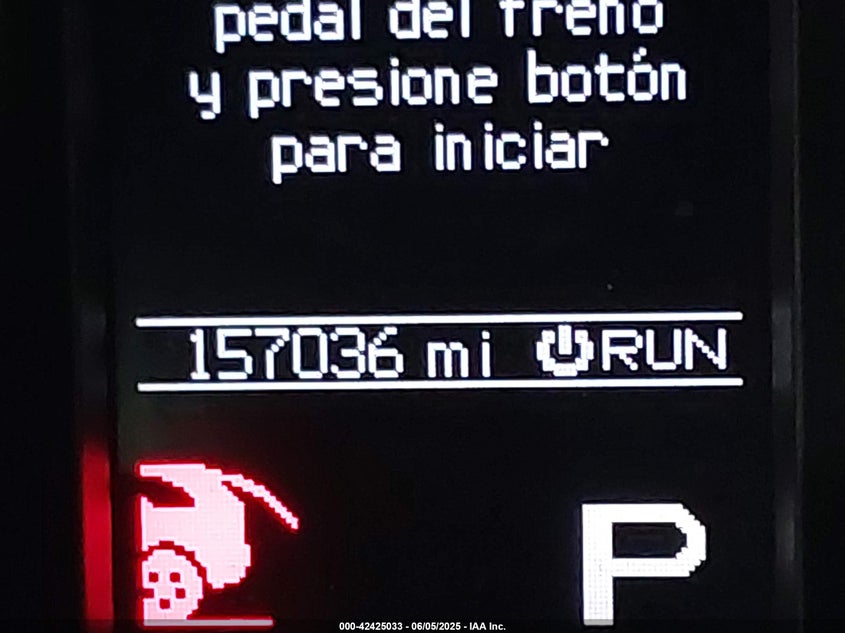 pedal del freno
y presione botón
para iniciar
157036 mi RUN
P
000-42425033 - 06/05/2025 - IAA Inc.